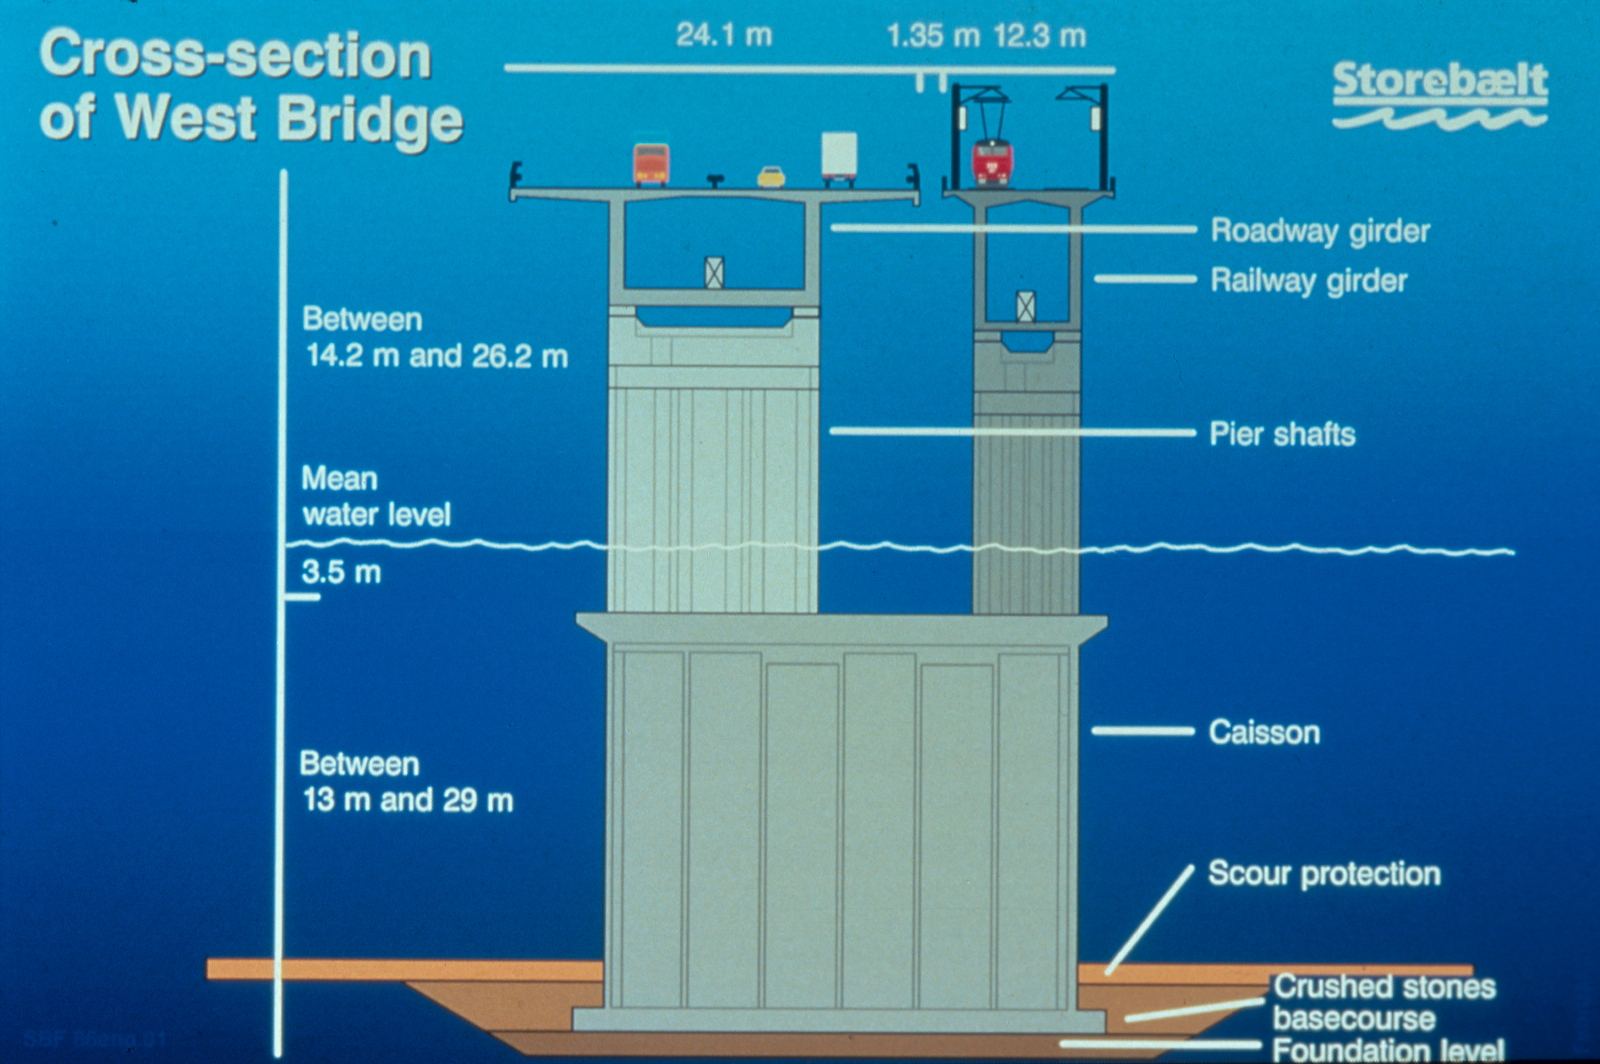 Cross-section
of West Bridge
24.1 m
1.35 m
12.3 m
Storebælt
Roadway girder
Railway girder
Between
14.2 m and 26.2 m
Pier shafts
Mean
water level
3.5 m
Caisson
Between
13 m and 29 m
Scour protection
Crushed stones
basecourse
Foundation level